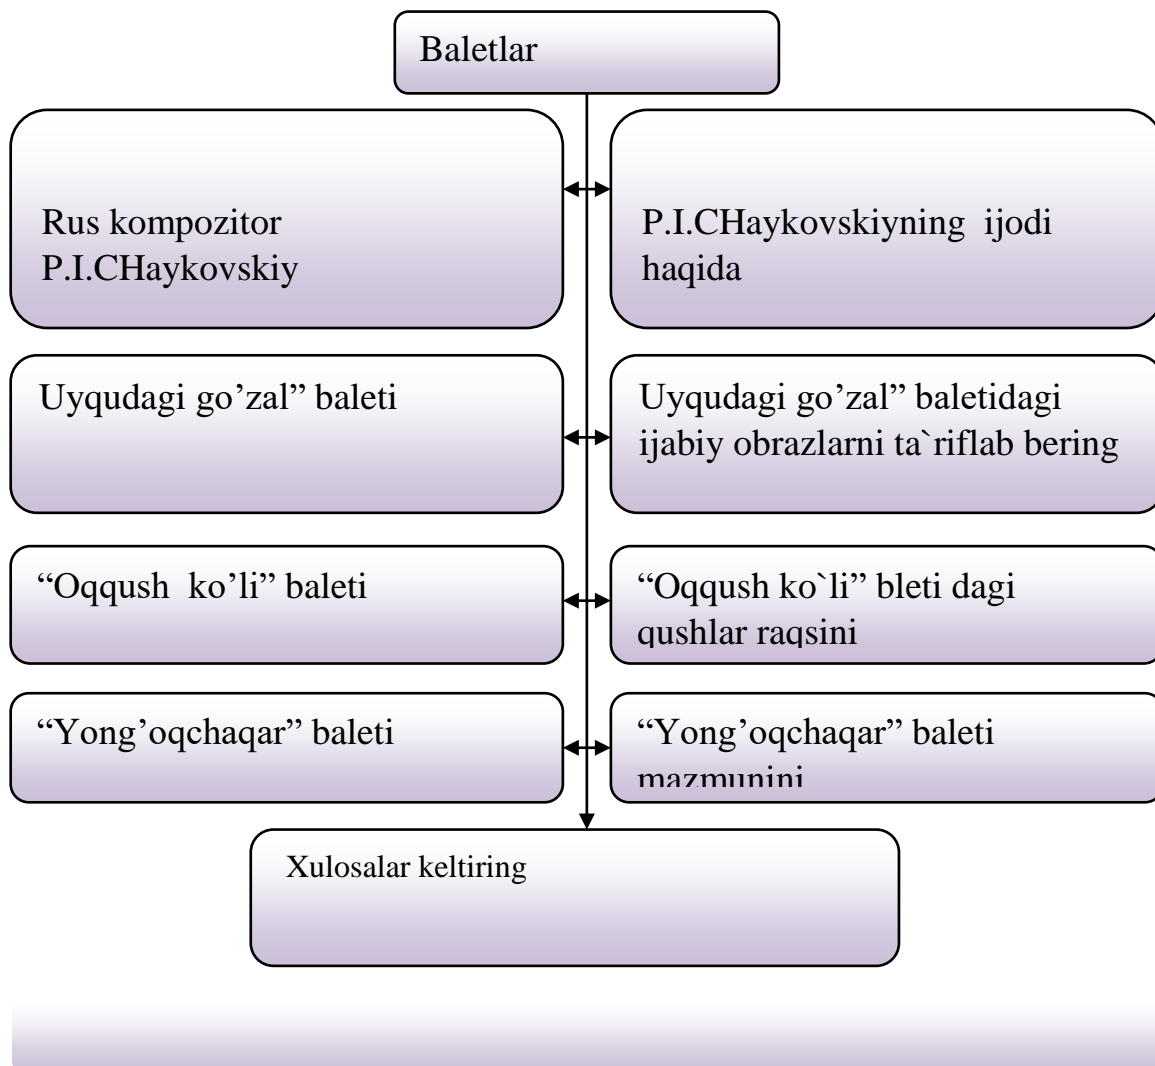 Baletlar
Rus kompozitor
P.I.CHaykovskiy
P.I.CHaykovskiyning  ijodi
haqida
Uyqudagi go’zal” baleti
Uyqudagi go’zal” baletidagi
ijabiy obrazlarni ta`riflab bering
“Oqqush  ko’li” baleti
“Oqqush ko`li” bleti dagi
qushlar raqsini
“Yong’oqchaqar” baleti
“Yong’oqchaqar” baleti
mazmunini
Xulosalar keltiring